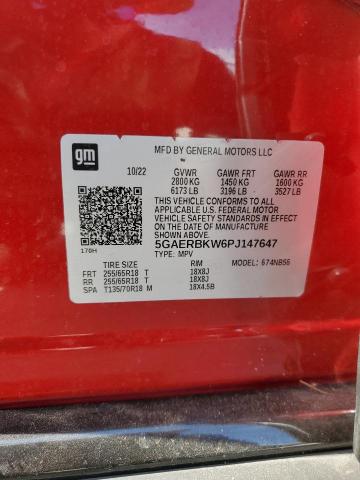 gm
MFD BY GENERAL MOTORS LLC
10/22 GVWR GAWR FRT GAWR RR
2800 KG 1450 KG 1600 KG
6173 LB 3196 LB 3527 LB
THIS VEHICLE CONFORMS TO ALL
APPLICABLE U.S. FEDERAL MOTOR
VEHICLE SAFETY STANDARDS IN EFFECT
ON THE DATE OF MANUFACTURE SHOWN ABOVE.
170H
5GAERBKW6PJ147647
TYPE: MPV
TIRE SIZE RIM MODEL: 674NB56
FRT 255/65R18 T 18X8J
RR 255/65R18 T 18X8J
SPA T135/70R18 M 18X4.5B